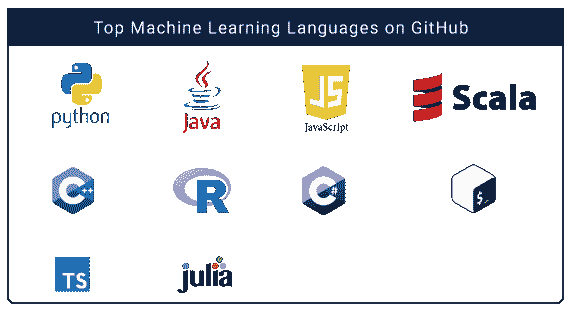 Top Machine Learning Languages on GitHub
python
Java
JS
JavaScript
Scala
C++
R
C#
$_
TS
julia